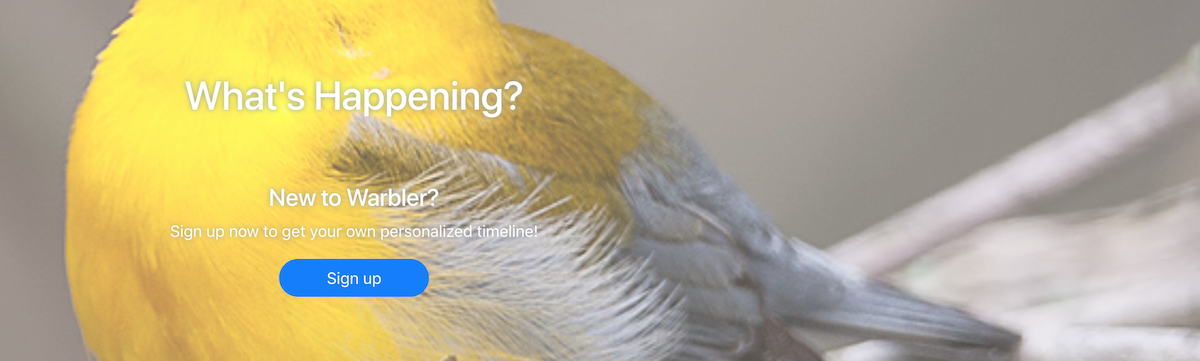 What's Happening?
New to Warbler?
Sign up now to get your own personalized timeline!
Sign up